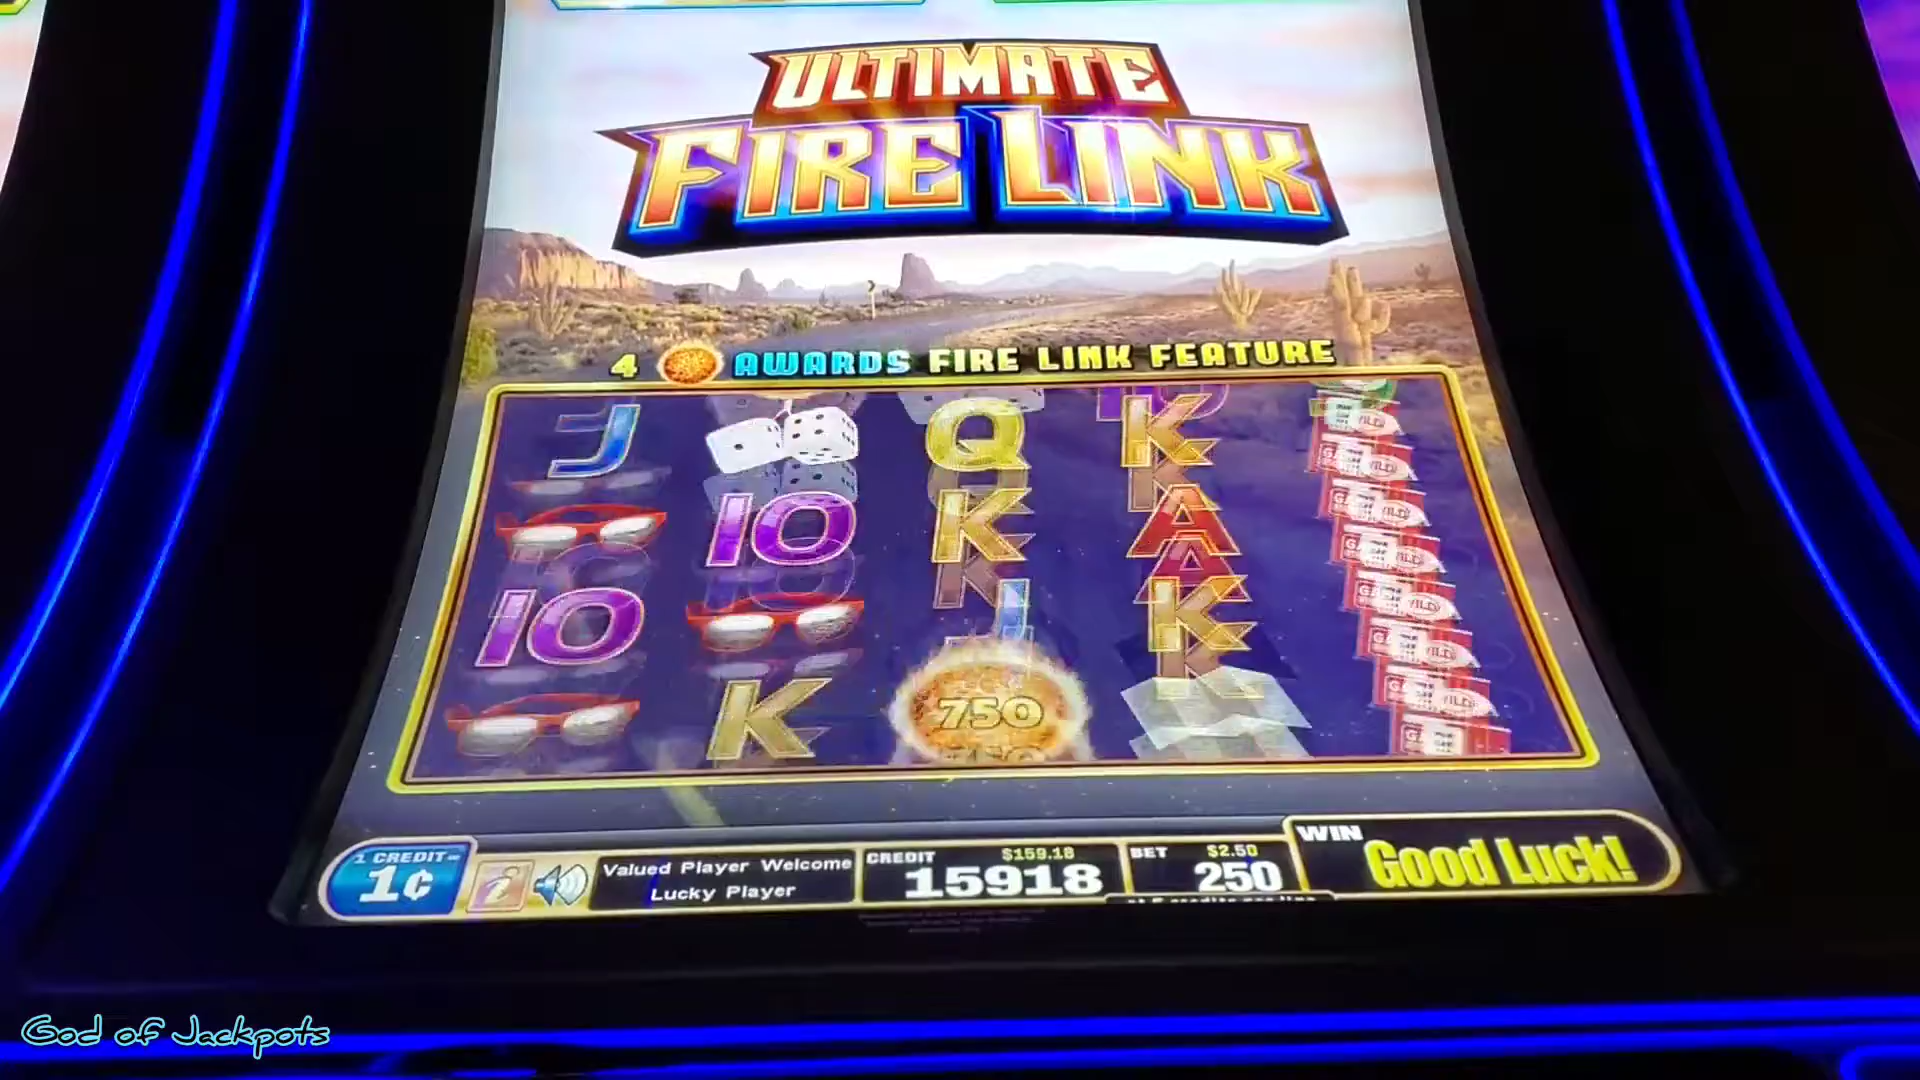 ULTIMATE
FIRE LINK
4 AWARDS FIRE LINK FEATURE
J Q K
10 K A
10 J K
K 750
1 CREDIT=
1¢
Valued Player Welcome
Lucky Player
CREDIT $159.18
15918
BET $2.50
250
WIN
Good Luck!
God of Jackpots